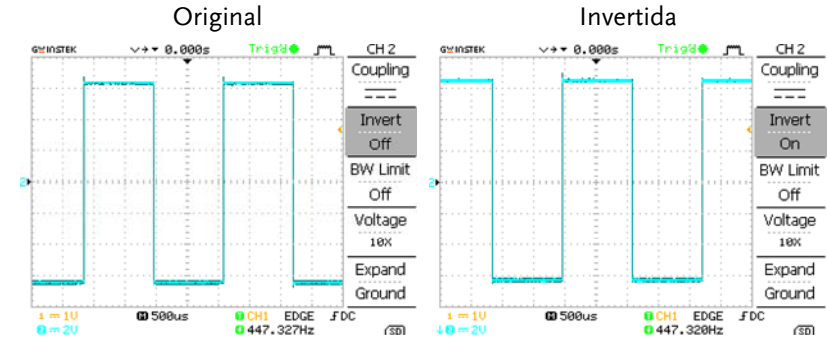 Original
GWINSTEK 0.000s Trig'd CH 2
Coupling
Invert
Off
BW Limit
Off
Voltage
10X
Expand
Ground
1 = 1V M 500us CH1 EDGE DC
2 = 2V 447.327Hz SD
Invertida
GWINSTEK 0.000s Trig'd CH 2
Coupling
Invert
On
BW Limit
Off
Voltage
10X
Expand
Ground
1 = 1V M 500us CH1 EDGE DC
2 = 2V 447.320Hz SD